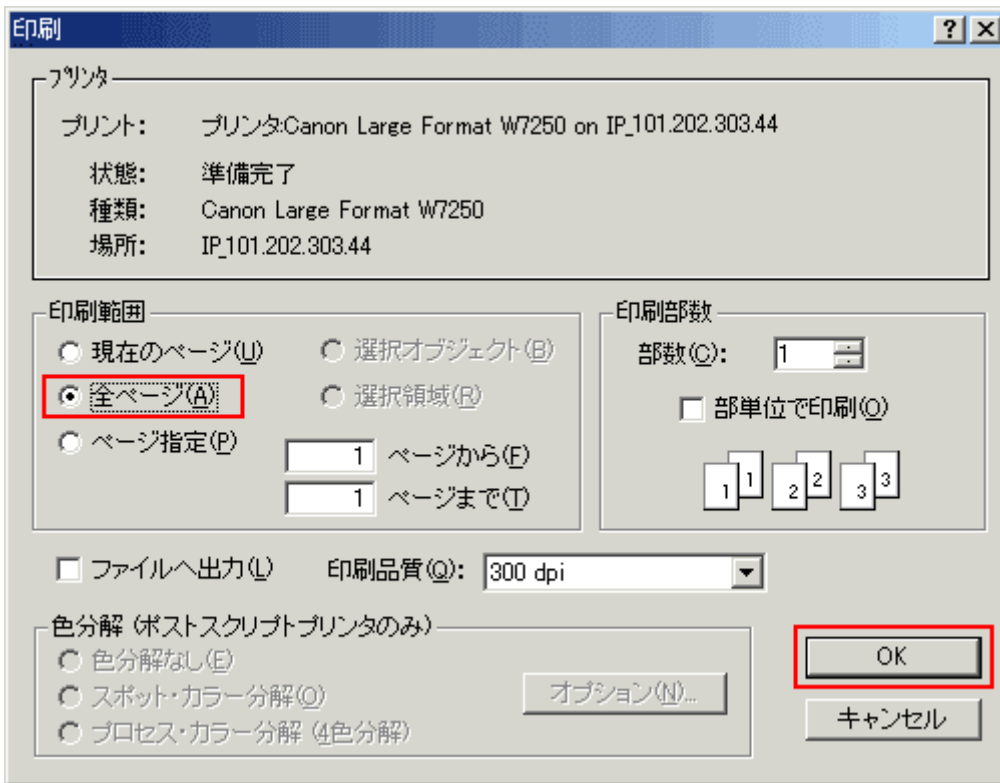 印刷
プリンタ
プリント: プリンタ:Canon Large Format W7250 on IP_101.202.303.44
状態: 準備完了
種類: Canon Large Format W7250
場所: IP_101.202.303.44
印刷範囲
現在のページ(U) 選択オブジェクト(B)
全ページ(A) 選択領域(R)
ページ指定(P)
1 ページから(F)
1 ページまで(T)
印刷部数
部数(C): 1
部単位で印刷(O)
1 1 2 2 3 3
ファイルへ出力(L) 印刷品質(Q): 300 dpi
色分解 (ポストスクリプトプリンタのみ)
色分解なし(E)
スポット・カラー分解(O) オプション(N)...
プロセス・カラー分解 (4色分解)
OK
キャンセル